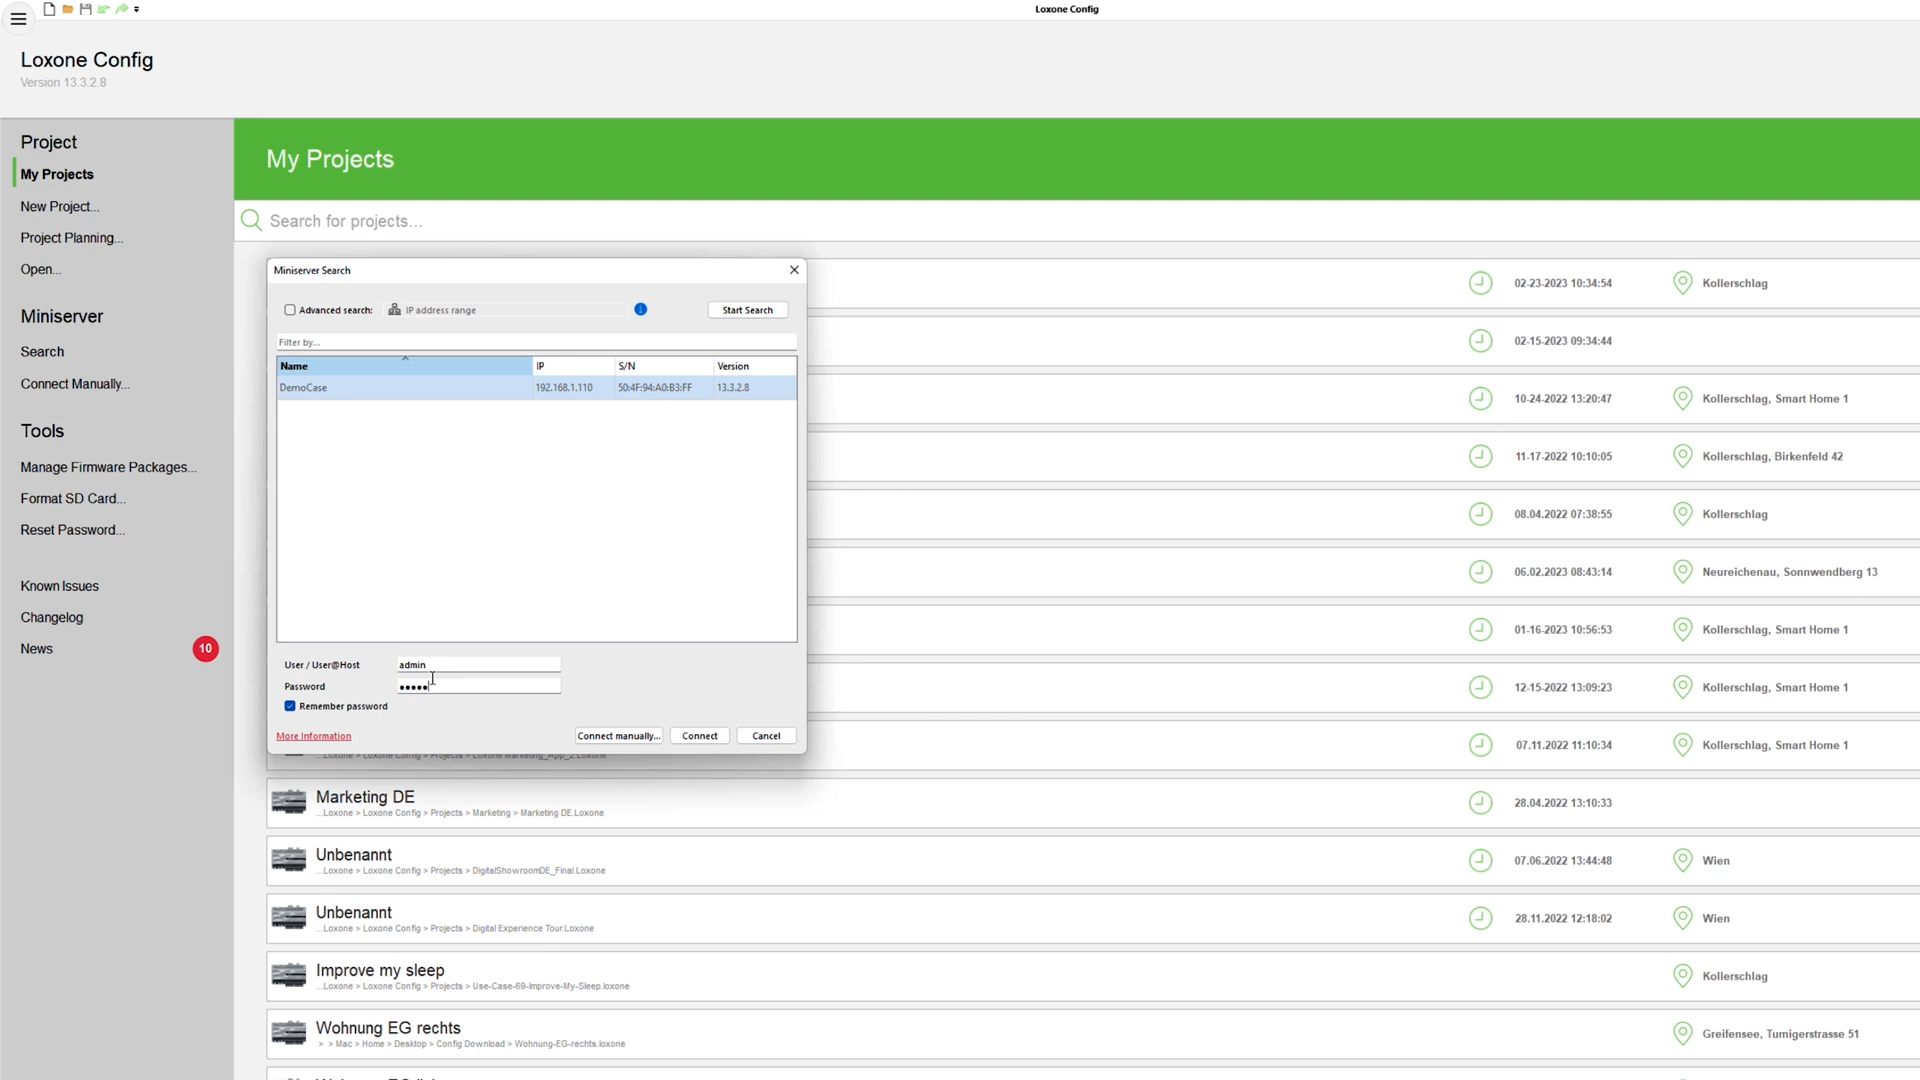 Loxone Config
Loxone Config
Version 13.3.2.8
Project
My Projects
New Project...
Project Planning...
Open...
Miniserver
Search
Connect Manually...
Tools
Manage Firmware Packages...
Format SD Card...
Reset Password...
Known Issues
Changelog
News 10
My Projects
Search for projects...
Miniserver Search
Advanced search: IP address range Start Search
Filter by...
Name IP S/N Version
DemoCase 192.168.1.110 50:4F:94:A0:B3:FF 13.3.2.8
User / User@Host admin
Password •••••
Remember password
More Information Connect manually... Connect Cancel
02-23-2023 10:34:54 Kollerschlag
02-15-2023 09:34:44
10-24-2022 13:20:47 Kollerschlag, Smart Home 1
11-17-2022 10:10:05 Kollerschlag, Birkenfeld 42
08.04.2022 07:38:55 Kollerschlag
06.02.2023 08:43:14 Neureichenau, Sonnwendberg 13
01-16-2023 10:56:53 Kollerschlag, Smart Home 1
12-15-2022 13:09:23 Kollerschlag, Smart Home 1
07.11.2022 11:10:34 Kollerschlag, Smart Home 1
...Loxone > Loxone Config > Projects > Loxone Marketing_App_2.Loxone
Marketing DE
...Loxone > Loxone Config > Projects > Marketing > Marketing DE.Loxone
28.04.2022 13:10:33
Unbenannt
...Loxone > Loxone Config > Projects > DigitalShowroomDE_Final.Loxone
07.06.2022 13:44:48 Wien
Unbenannt
...Loxone > Loxone Config > Projects > Digital Experience Tour.Loxone
28.11.2022 12:18:02 Wien
Improve my sleep
...Loxone > Loxone Config > Projects > Use-Case-69-Improve-My-Sleep.loxone
Kollerschlag
Wohnung EG rechts
> > Mac > Home > Desktop > Config Download > Wohnung-EG-rechts.loxone
Greifensee, Turnigerstrasse 51